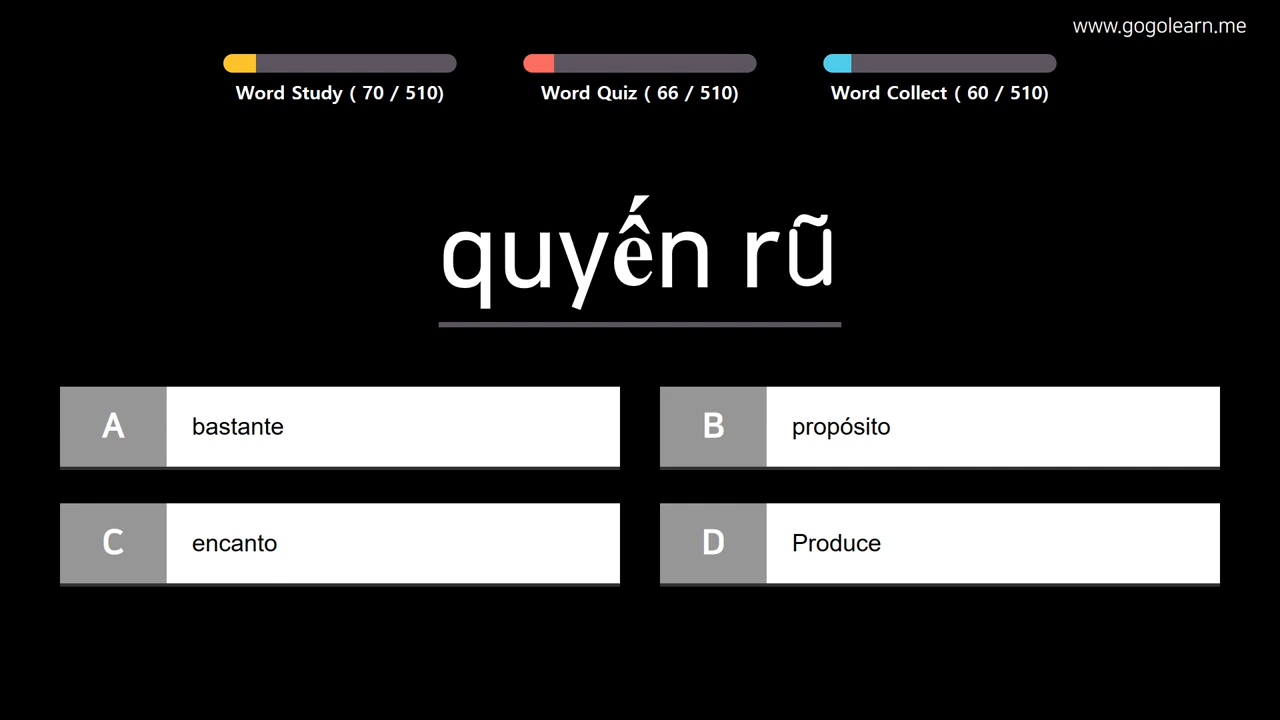 www.gogolearn.me
Word Study ( 70 / 510)
Word Quiz ( 66 / 510)
Word Collect ( 60 / 510)
quyến rũ
A bastante
B propósito
C encanto
D Produce